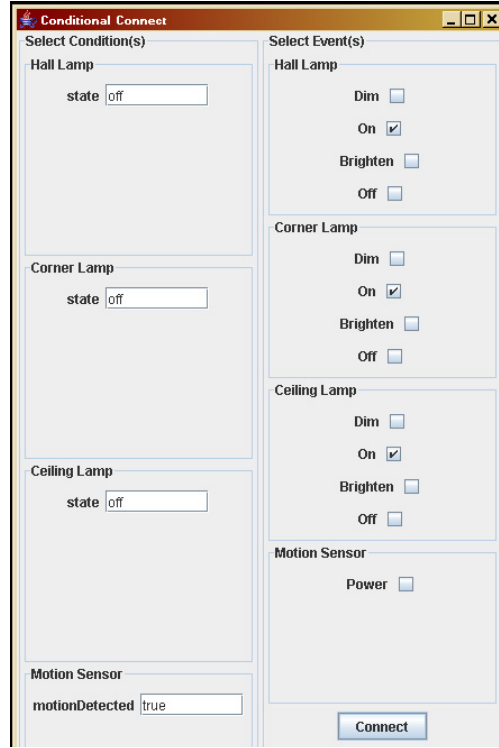 Conditional Connect
Select Condition(s)
Hall Lamp
state off
Corner Lamp
state off
Ceiling Lamp
state off
Motion Sensor
motionDetected true
Select Event(s)
Hall Lamp
Dim
On
Brighten
Off
Corner Lamp
Dim
On
Brighten
Off
Ceiling Lamp
Dim
On
Brighten
Off
Motion Sensor
Power
Connect